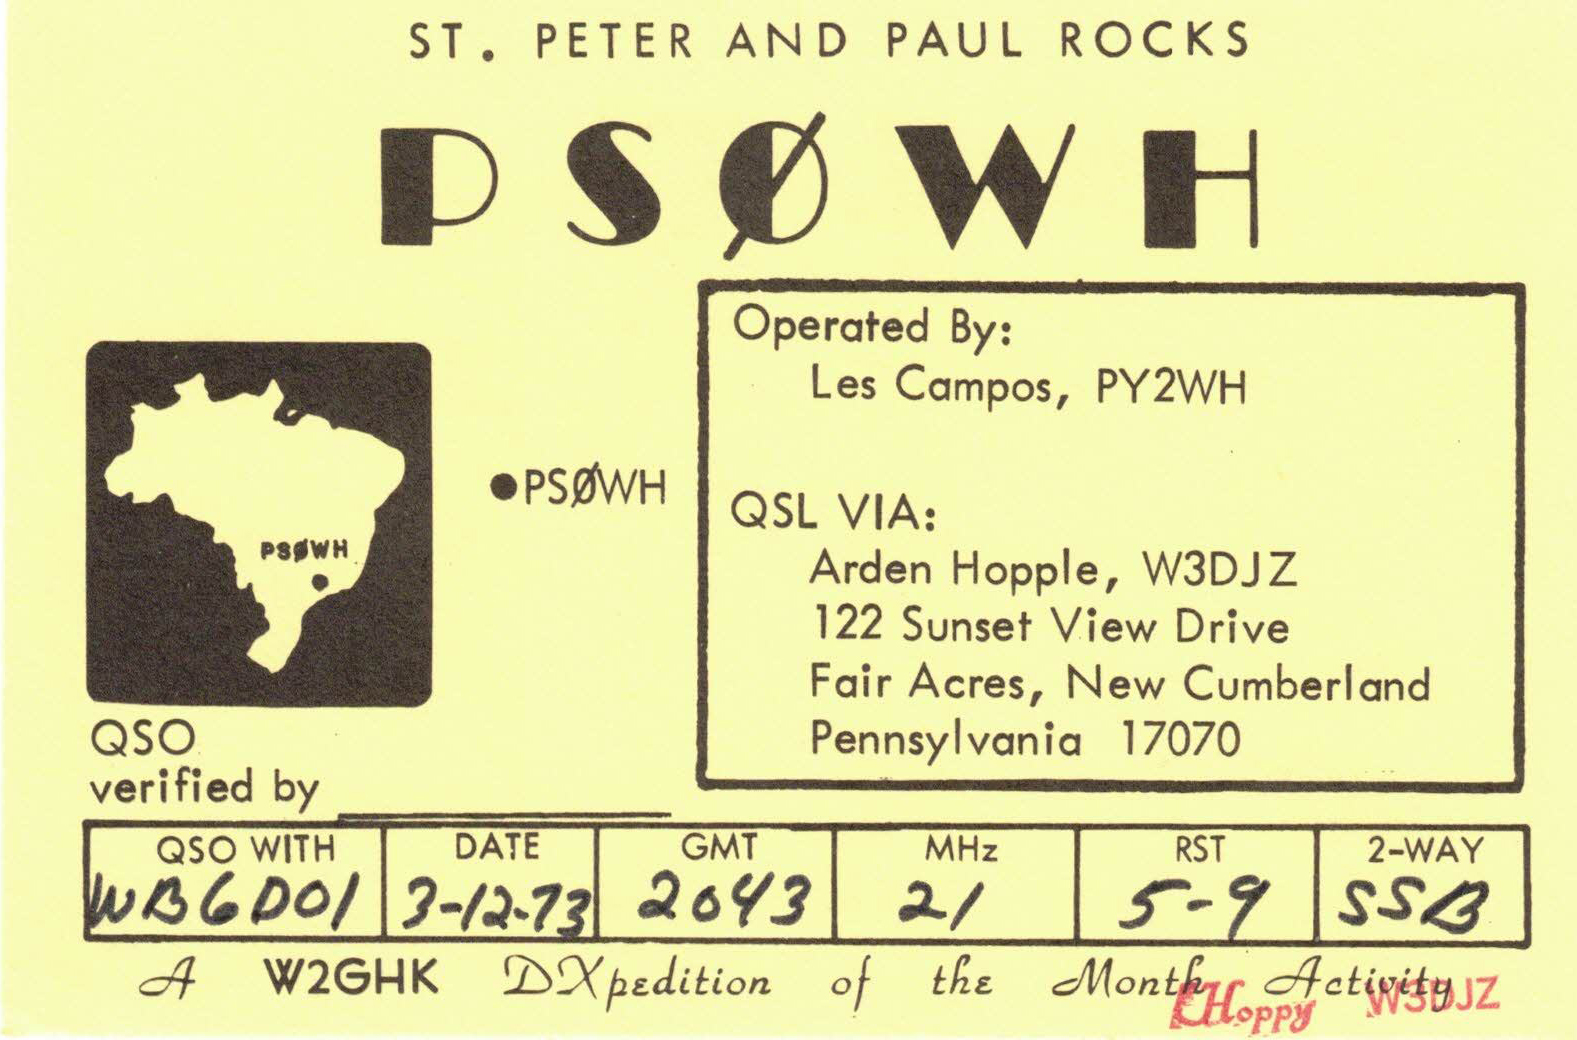 ST. PETER AND PAUL ROCKS
PSØWH
Operated By:
Les Campos, PY2WH
●PSØWH
PSØWH
QSL VIA:
Arden Hopple, W3DJZ
122 Sunset View Drive
Fair Acres, New Cumberland
Pennsylvania 17070
QSO
verified by
QSO WITH DATE GMT MHz RST 2-WAY
WB6DOI 3-12-73 2043 21 5-9 SSB
A W2GHK DXpedition of the Month Activity
Hoppy W3DJZ